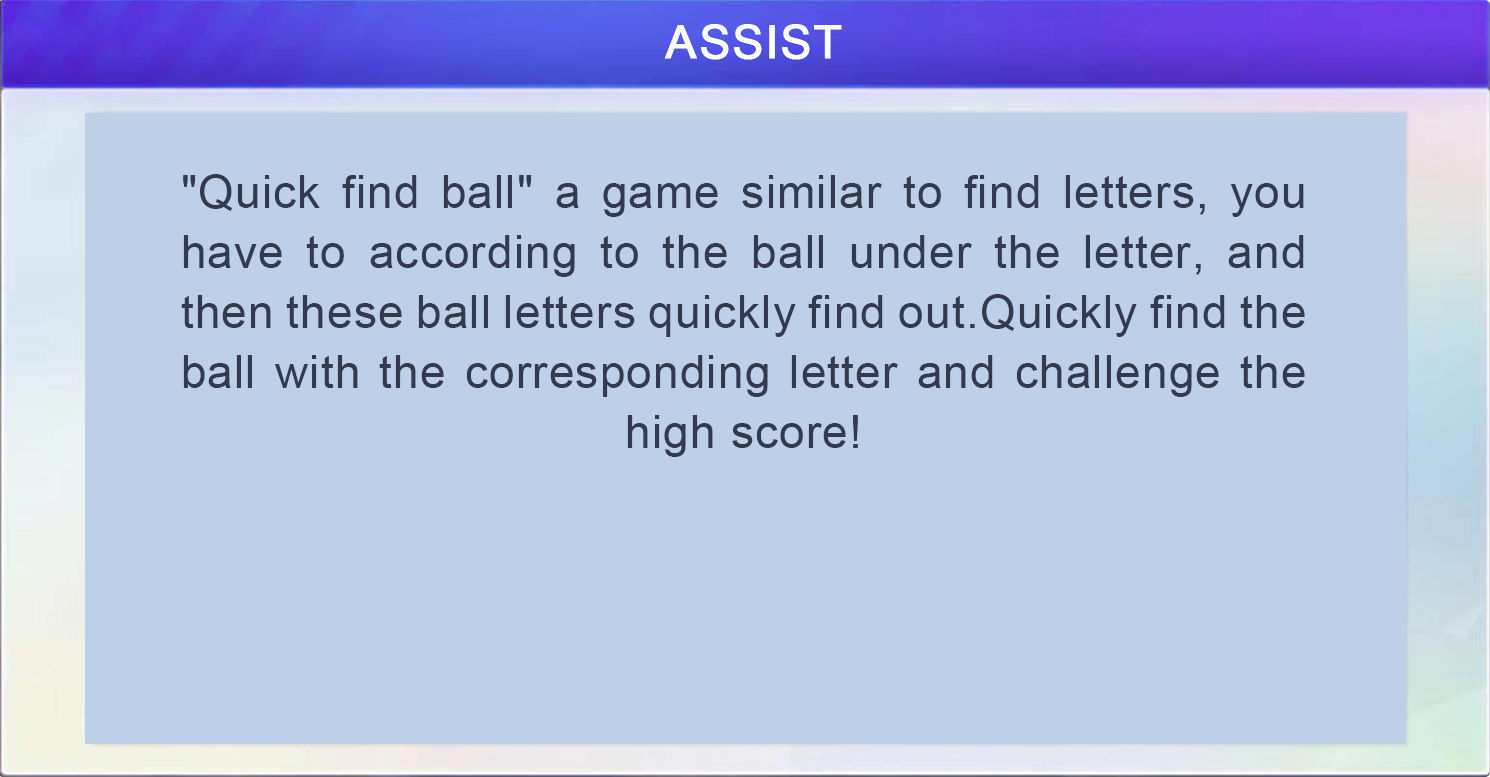 ASSIST
"Quick find ball" a game similar to find letters, you
have to according to the ball under the letter, and
then these ball letters quickly find out.Quickly find the
ball with the corresponding letter and challenge the
high score!